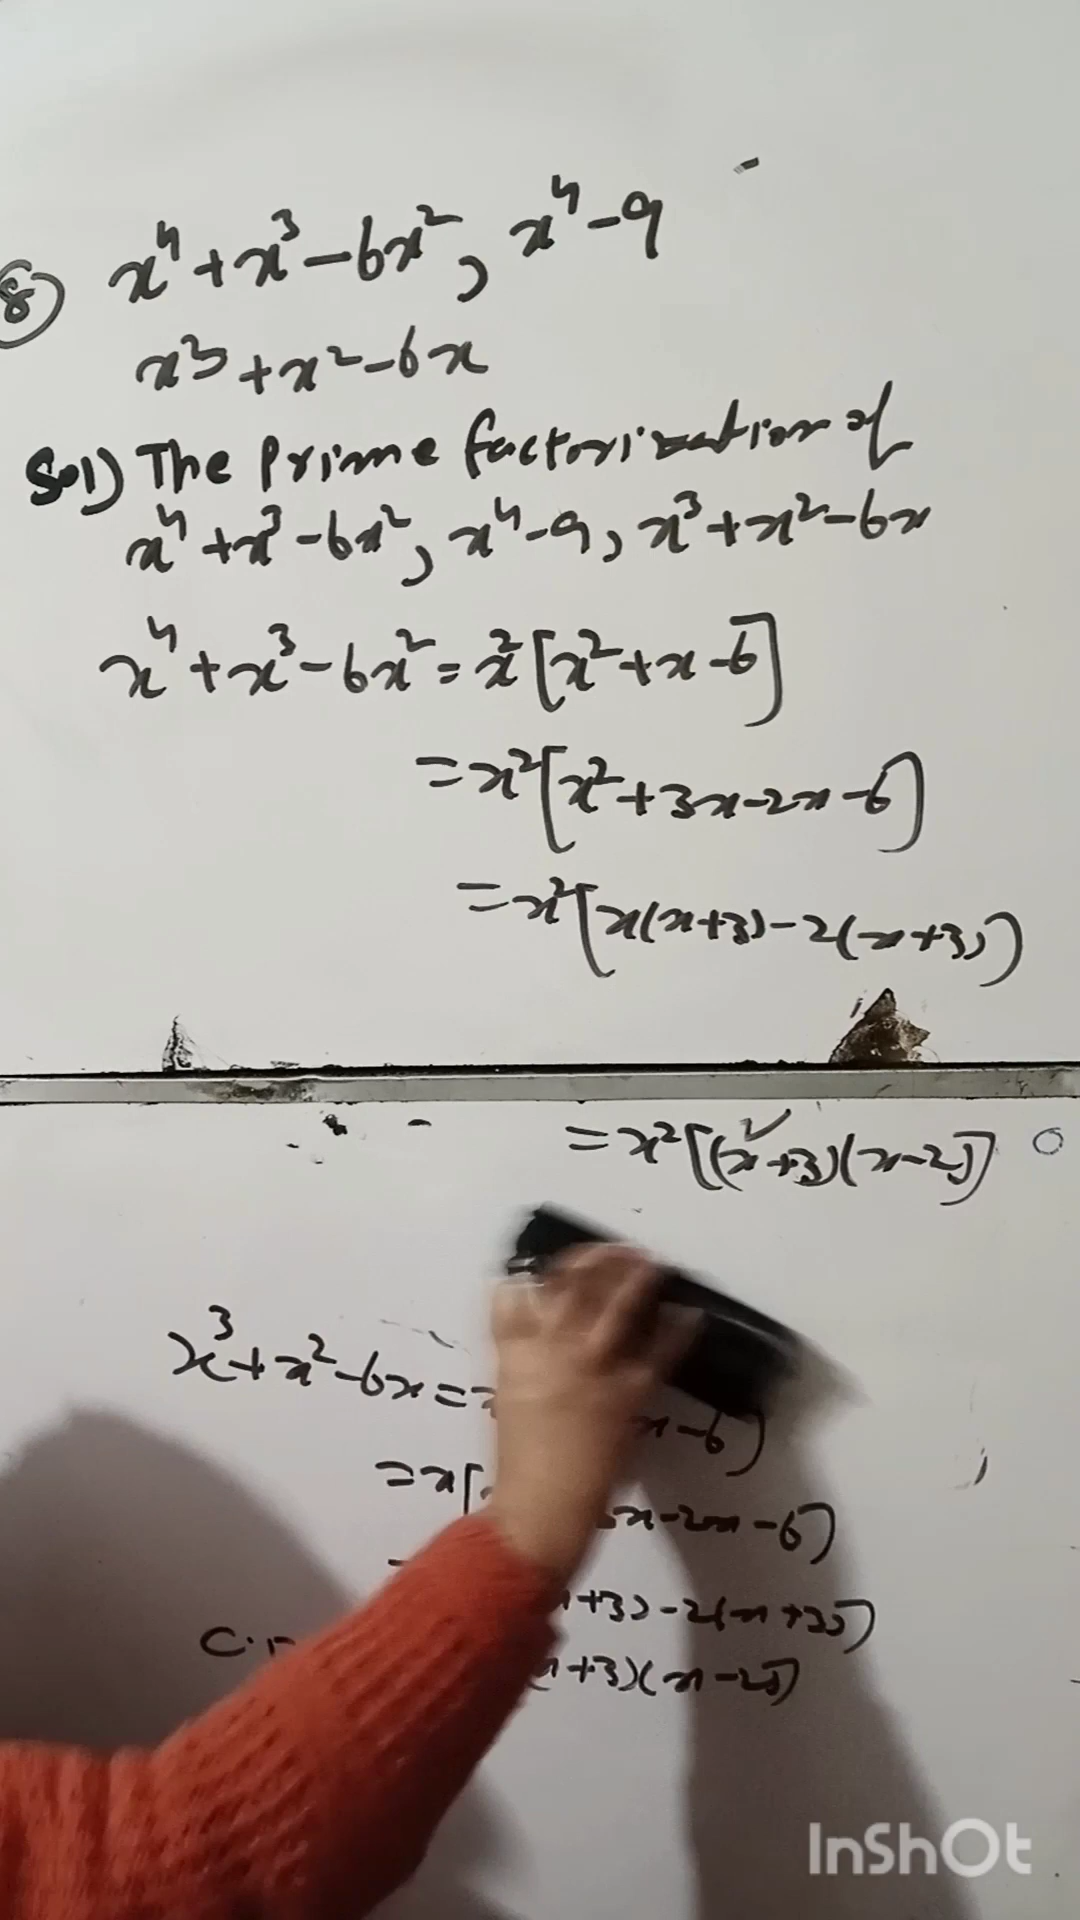 8 x⁴+x³-6x², x⁴-9
x³+x²-6x
Sol) The Prime factorization of
x⁴+x³-6x², x⁴-9, x³+x²-6x
x⁴+x³-6x²=x²[x²+x-6]
=x²[x²+3x-2x-6]
=x²[x(x+3)-2(x+3)]
=x²[(x+3)(x-2)]
x³+x²-6x= x-6)
=x[ x-2x-6)
+3)-2(x+3)]
+3)(x-2)]
InShOt